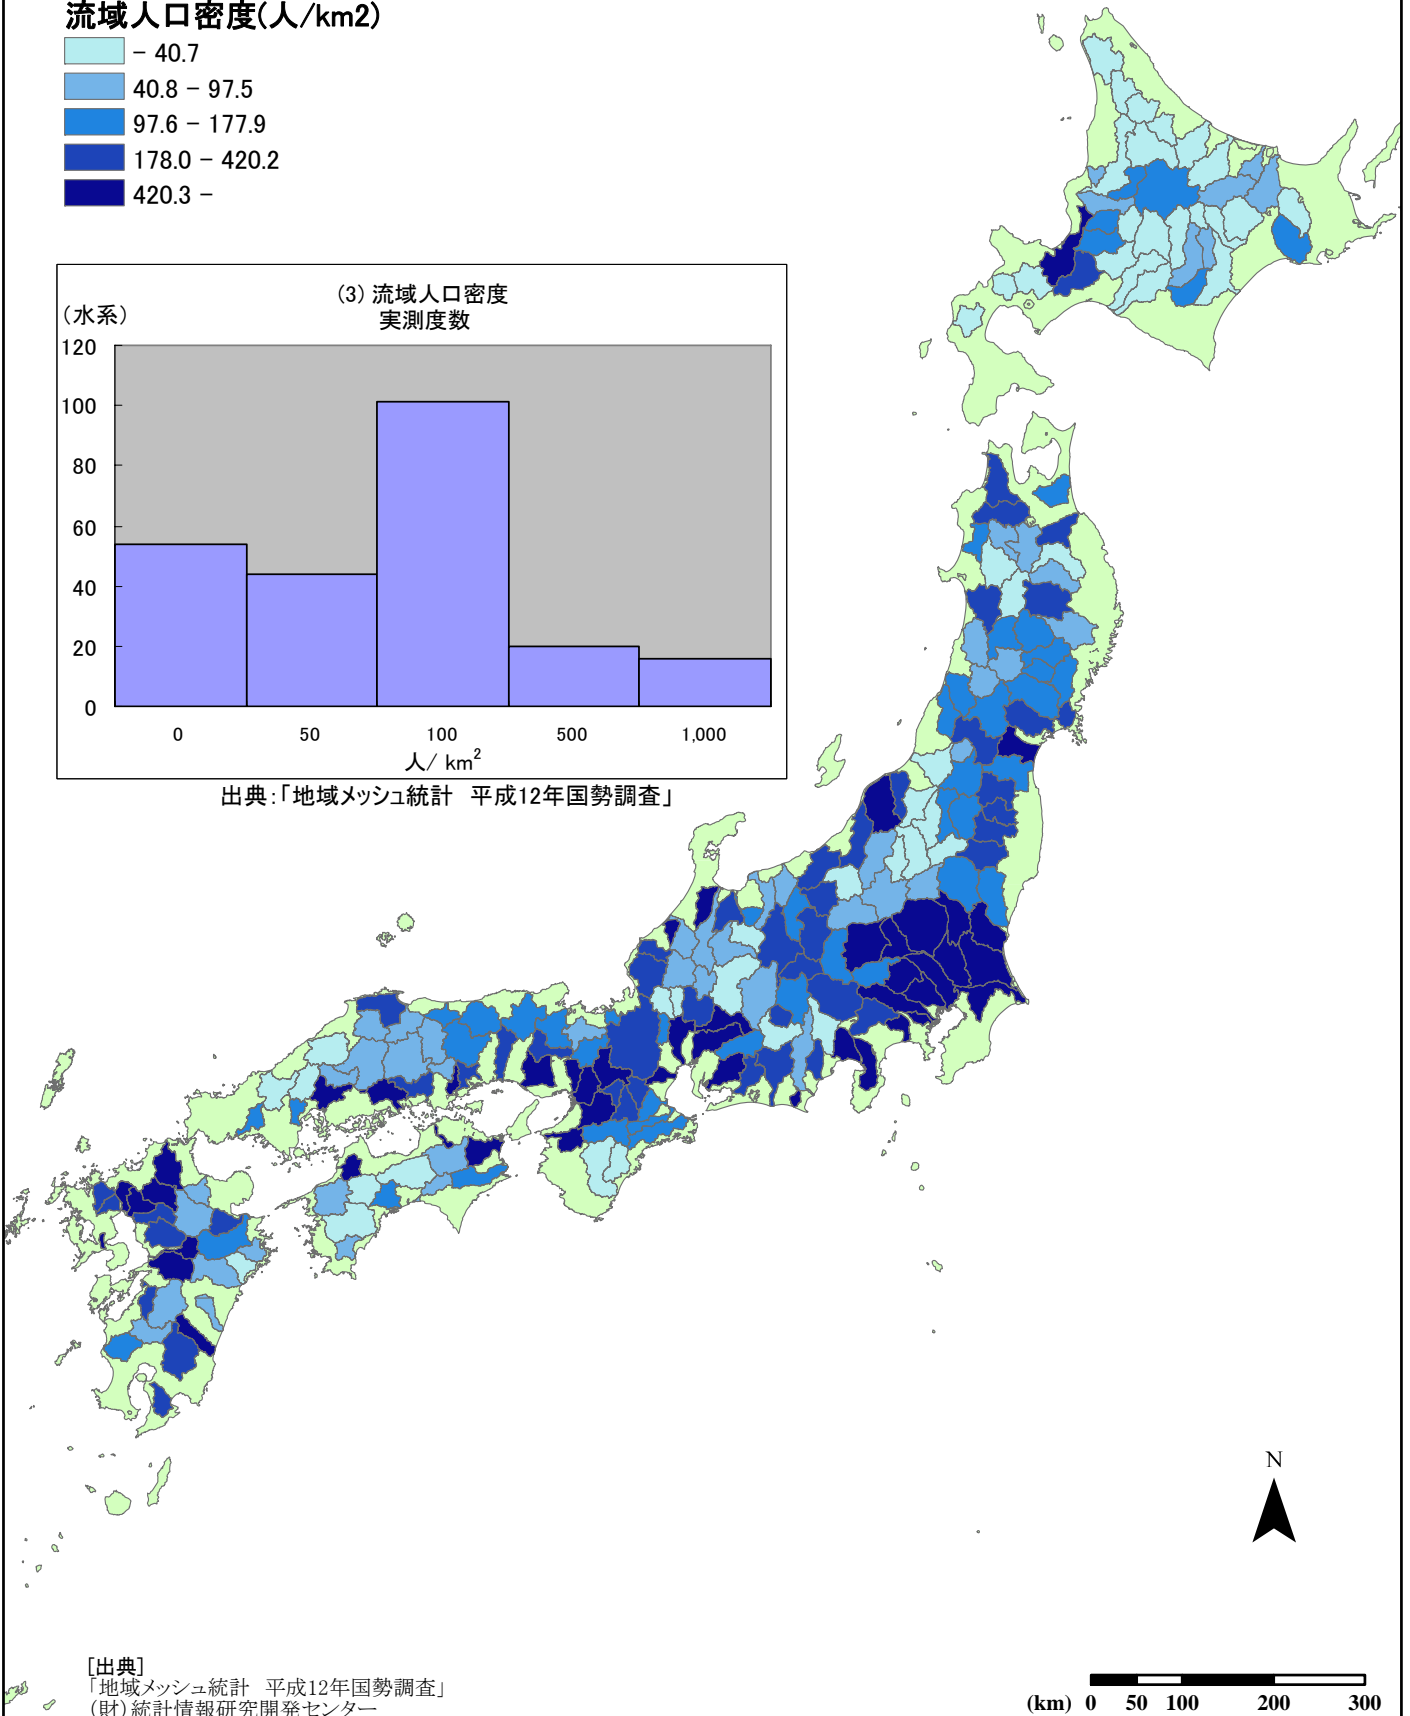 流域人口密度(人/km2)
- 40.7
40.8 - 97.5
97.6 - 177.9
178.0 - 420.2
420.3 -
(3) 流域人口密度
実測度数
（水系）
120
100
80
60
40
20
0
0 50 100 500 1,000
人/ km2
出典：「地域メッシュ統計　平成12年国勢調査」
N
[出典]
「地域メッシュ統計　平成12年国勢調査」
（財）統計情報研究開発センター
(km) 0 50 100 200 300